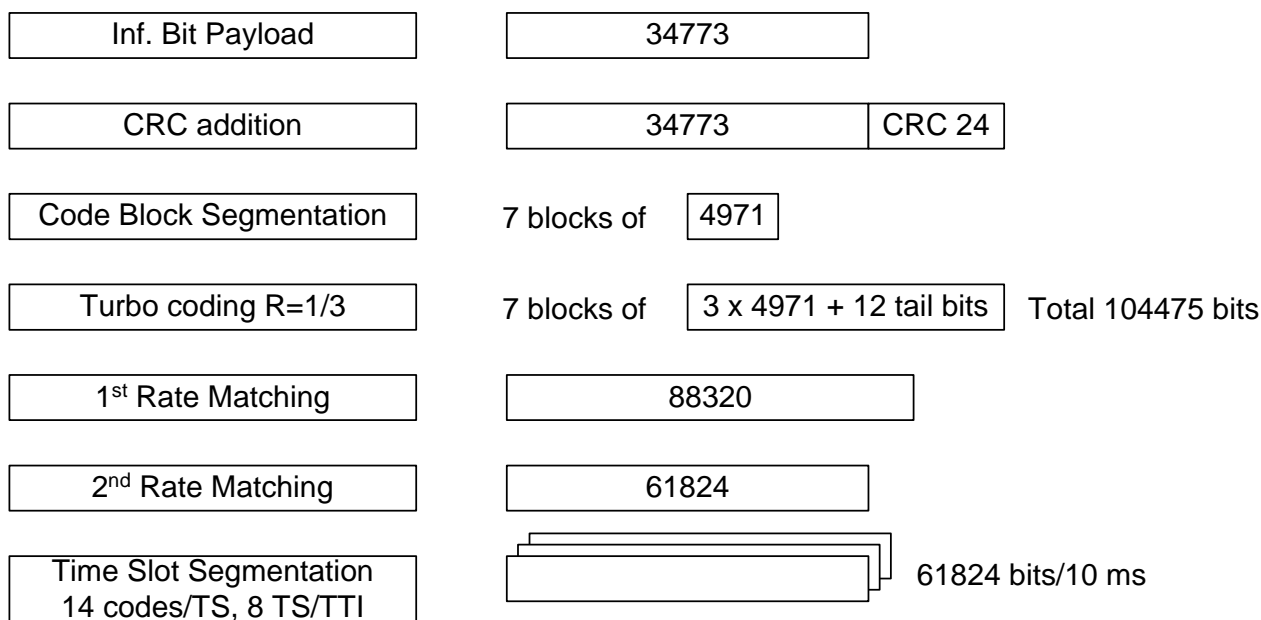 Inf. Bit Payload 34773
CRC addition 34773 CRC 24
Code Block Segmentation 7 blocks of 4971
Turbo coding R=1/3 7 blocks of 3 x 4971 + 12 tail bits Total 104475 bits
1st Rate Matching 88320
2nd Rate Matching 61824
Time Slot Segmentation
14 codes/TS, 8 TS/TTI
61824 bits/10 ms